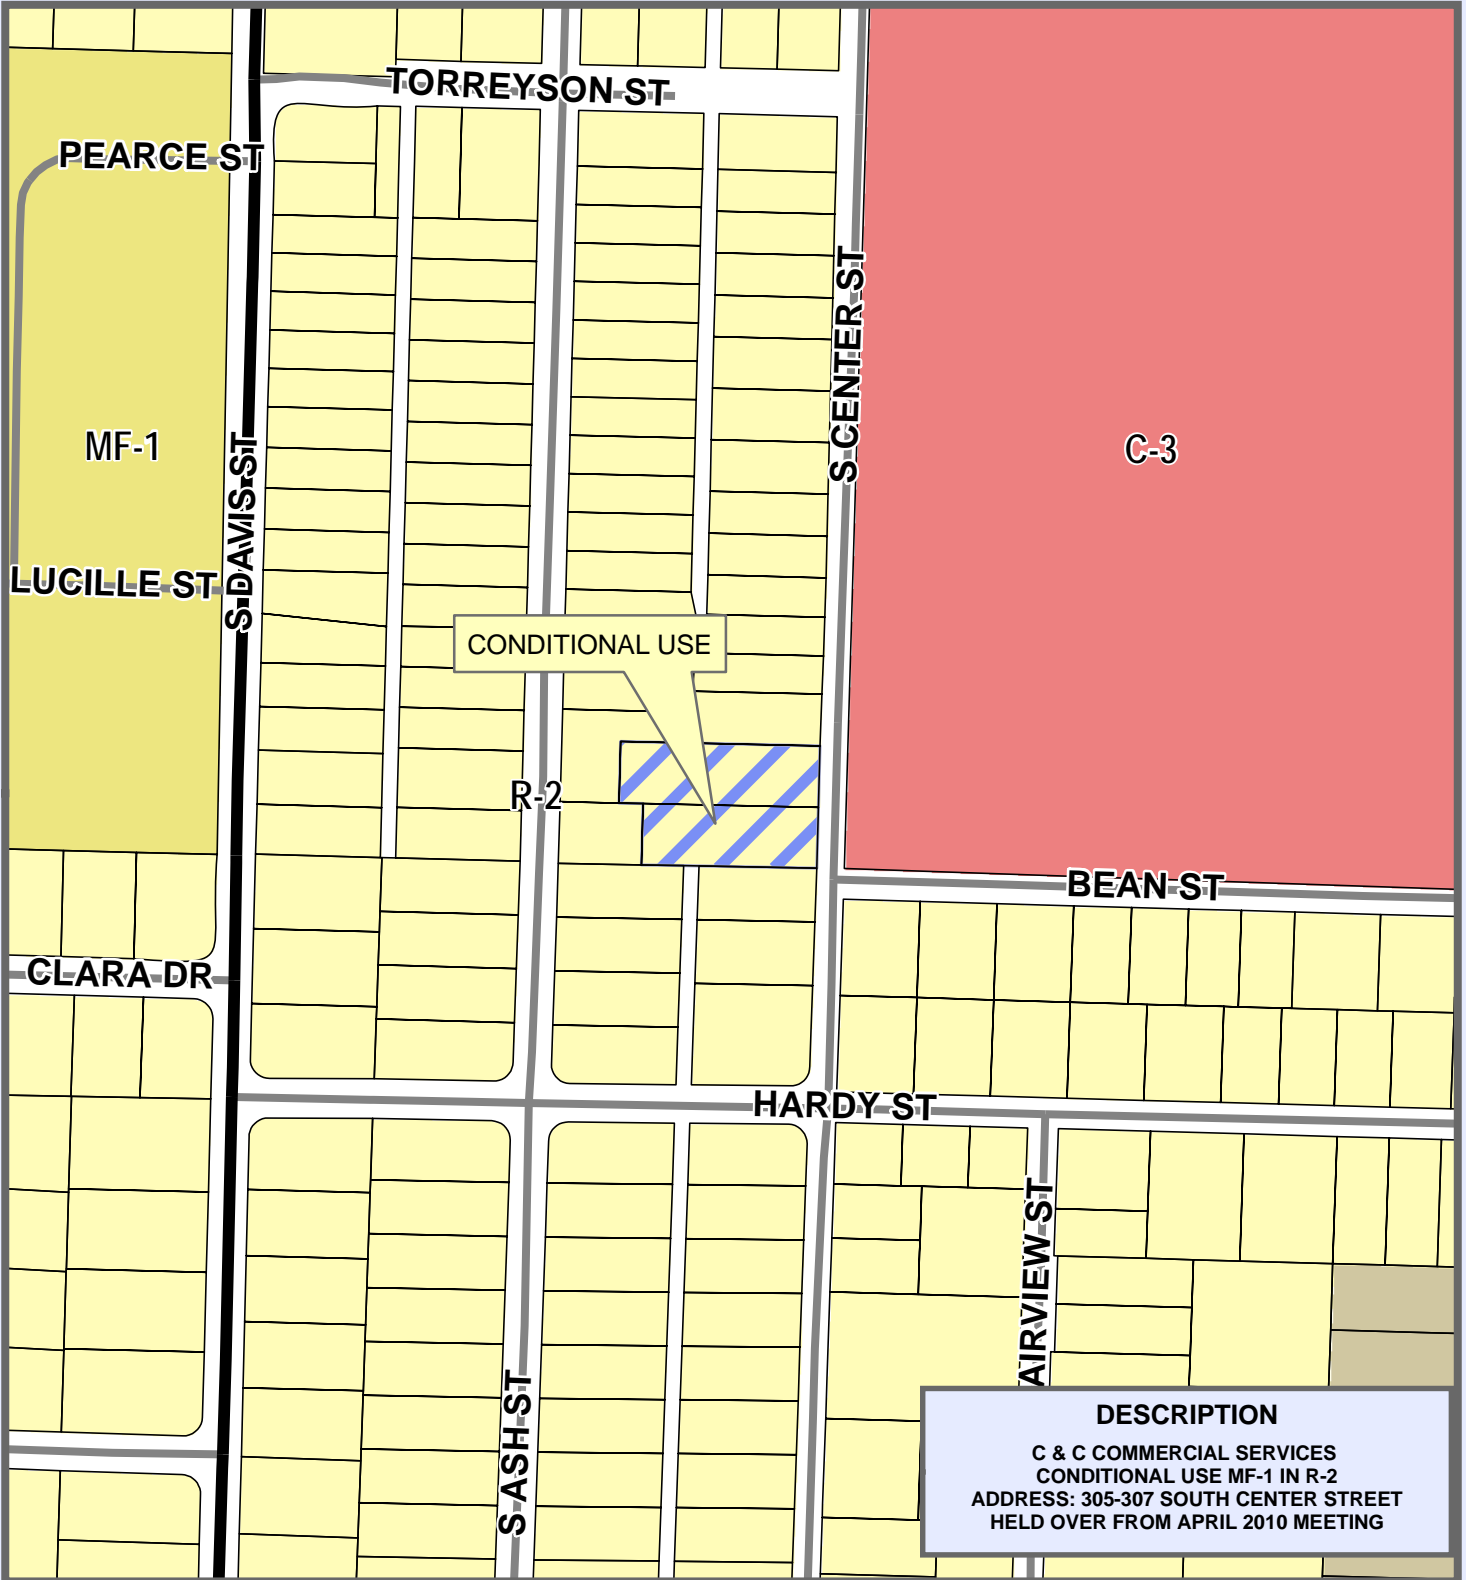 TORREYSON ST
PEARCE ST
S CENTER ST
MF-1
C-3
S DAVIS ST
LUCILLE ST
CONDITIONAL USE
R-2
BEAN ST
CLARA DR
HARDY ST
AIRVIEW ST
S ASH ST
DESCRIPTION
C & C COMMERCIAL SERVICES
CONDITIONAL USE MF-1 IN R-2
ADDRESS: 305-307 SOUTH CENTER STREET
HELD OVER FROM APRIL 2010 MEETING